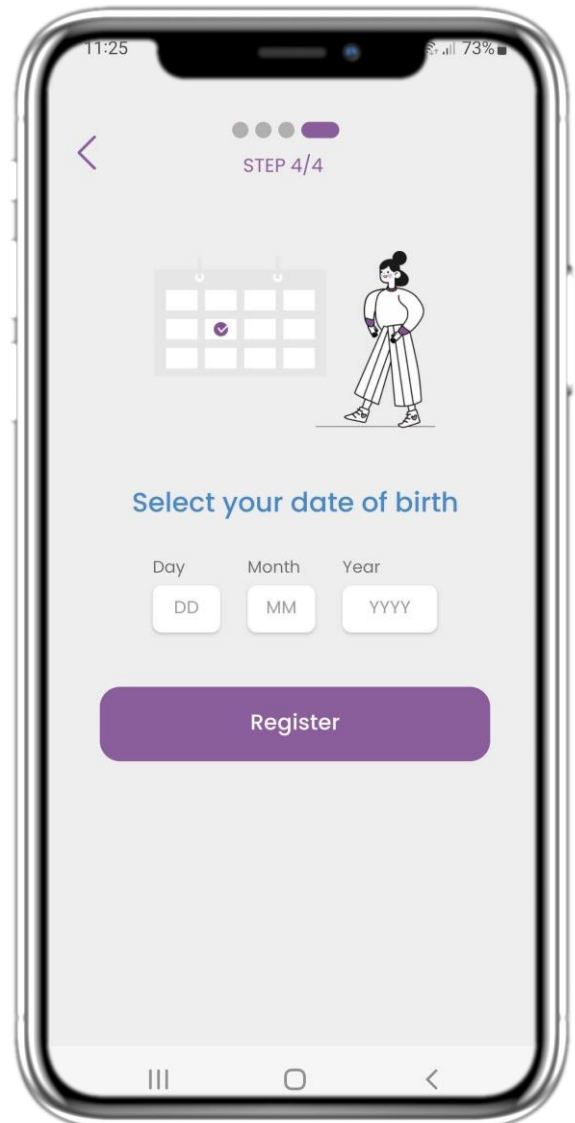 11:25 73%
STEP 4/4
Select your date of birth
Day Month Year
DD MM YYYY
Register